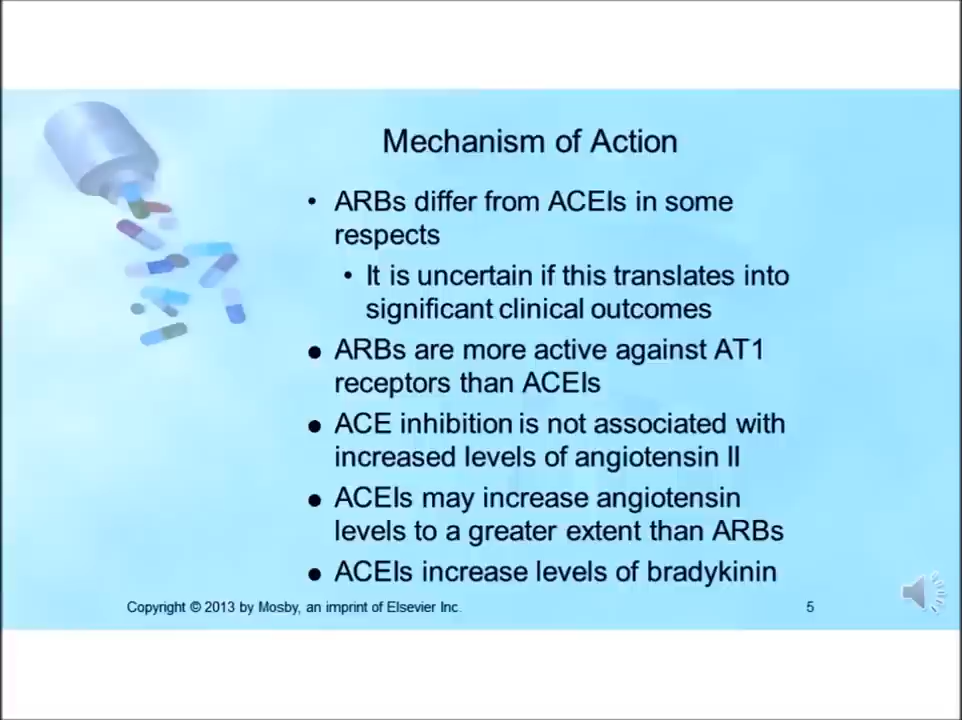 Mechanism of Action
• ARBs differ from ACEIs in some
respects
• It is uncertain if this translates into
significant clinical outcomes
● ARBs are more active against AT1
receptors than ACEIs
● ACE inhibition is not associated with
increased levels of angiotensin II
● ACEIs may increase angiotensin
levels to a greater extent than ARBs
● ACEIs increase levels of bradykinin
Copyright © 2013 by Mosby, an imprint of Elsevier Inc.
5